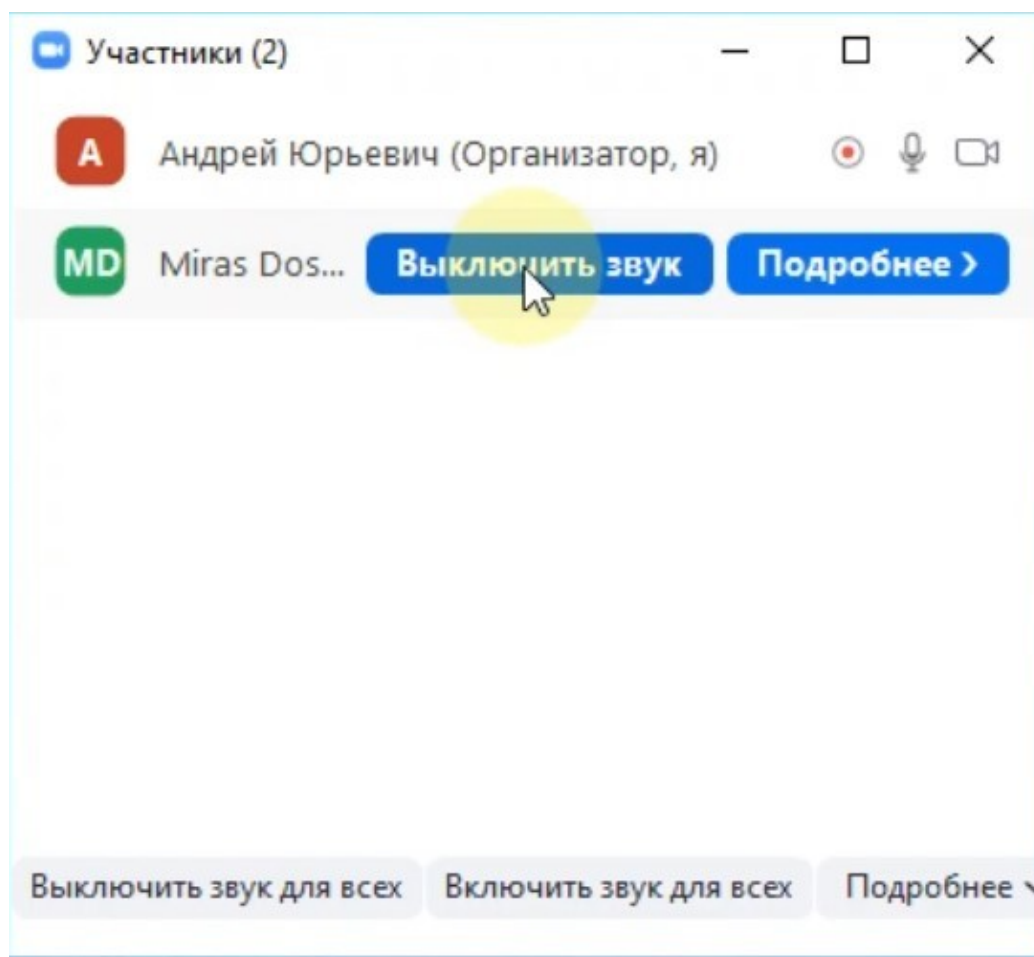 Участники (2)
A Андрей Юрьевич (Организатор, я)
MD Miras Dos... Выключить звук Подробнее >
Выключить звук для всех Включить звук для всех Подробнее